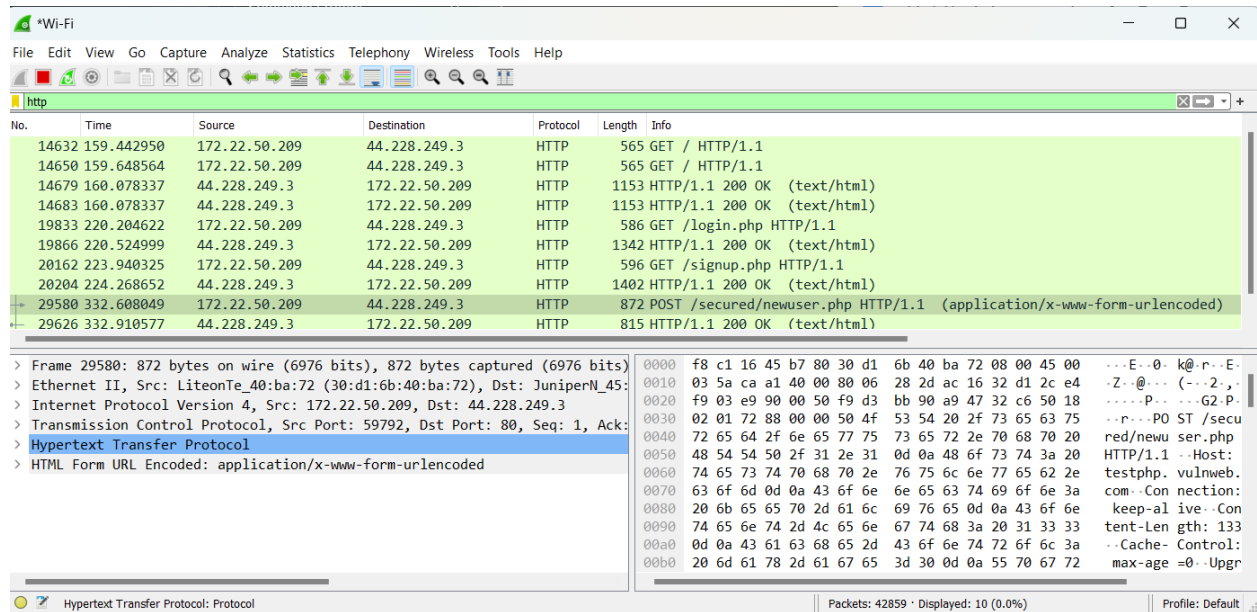 *Wi-Fi
File Edit View Go Capture Analyze Statistics Telephony Wireless Tools Help
http
No. Time Source Destination Protocol Length Info
14632 159.442950 172.22.50.209 44.228.249.3 HTTP 565 GET / HTTP/1.1
14650 159.648564 172.22.50.209 44.228.249.3 HTTP 565 GET / HTTP/1.1
14679 160.078337 44.228.249.3 172.22.50.209 HTTP 1153 HTTP/1.1 200 OK (text/html)
14683 160.078337 44.228.249.3 172.22.50.209 HTTP 1153 HTTP/1.1 200 OK (text/html)
19833 220.204622 172.22.50.209 44.228.249.3 HTTP 586 GET /login.php HTTP/1.1
19866 220.524999 44.228.249.3 172.22.50.209 HTTP 1342 HTTP/1.1 200 OK (text/html)
20162 223.940325 172.22.50.209 44.228.249.3 HTTP 596 GET /signup.php HTTP/1.1
20204 224.268652 44.228.249.3 172.22.50.209 HTTP 1402 HTTP/1.1 200 OK (text/html)
29580 332.608049 172.22.50.209 44.228.249.3 HTTP 872 POST /secured/newuser.php HTTP/1.1 (application/x-www-form-urlencoded)
29626 332.910577 44.228.249.3 172.22.50.209 HTTP 815 HTTP/1.1 200 OK (text/html)
> Frame 29580: 872 bytes on wire (6976 bits), 872 bytes captured (6976 bits)
> Ethernet II, Src: LiteonTe_40:ba:72 (30:d1:6b:40:ba:72), Dst: JuniperN_45:
> Internet Protocol Version 4, Src: 172.22.50.209, Dst: 44.228.249.3
> Transmission Control Protocol, Src Port: 59792, Dst Port: 80, Seq: 1, Ack:
> Hypertext Transfer Protocol
> HTML Form URL Encoded: application/x-www-form-urlencoded
0000 f8 c1 16 45 b7 80 30 d1 6b 40 ba 72 08 00 45 00 ···E··0· k@·r··E·
0010 03 5a ca a1 40 00 80 06 28 2d ac 16 32 d1 2c e4 ·Z··@··· (-··2·,·
0020 f9 03 e9 90 00 50 f9 d3 bb 90 a9 47 32 c6 50 18 ·····P·· ···G2·P·
0030 02 01 72 88 00 00 50 4f 53 54 20 2f 73 65 63 75 ··r···PO ST /secu
0040 72 65 64 2f 6e 65 77 75 73 65 72 2e 70 68 70 20 red/newu ser.php
0050 48 54 54 50 2f 31 2e 31 0d 0a 48 6f 73 74 3a 20 HTTP/1.1 ··Host:
0060 74 65 73 74 70 68 70 2e 76 75 6c 6e 77 65 62 2e testphp. vulnweb.
0070 63 6f 6d 0d 0a 43 6f 6e 6e 65 63 74 69 6f 6e 3a com··Con nection:
0080 20 6b 65 65 70 2d 61 6c 69 76 65 0d 0a 43 6f 6e keep-al ive··Con
0090 74 65 6e 74 2d 4c 65 6e 67 74 68 3a 20 31 33 33 tent-Len gth: 133
00a0 0d 0a 43 61 63 68 65 2d 43 6f 6e 74 72 6f 6c 3a ··Cache- Control:
00b0 20 6d 61 78 2d 61 67 65 3d 30 0d 0a 55 70 67 72 max-age =0··Upgr
Hypertext Transfer Protocol: Protocol
Packets: 42859 · Displayed: 10 (0.0%)
Profile: Default